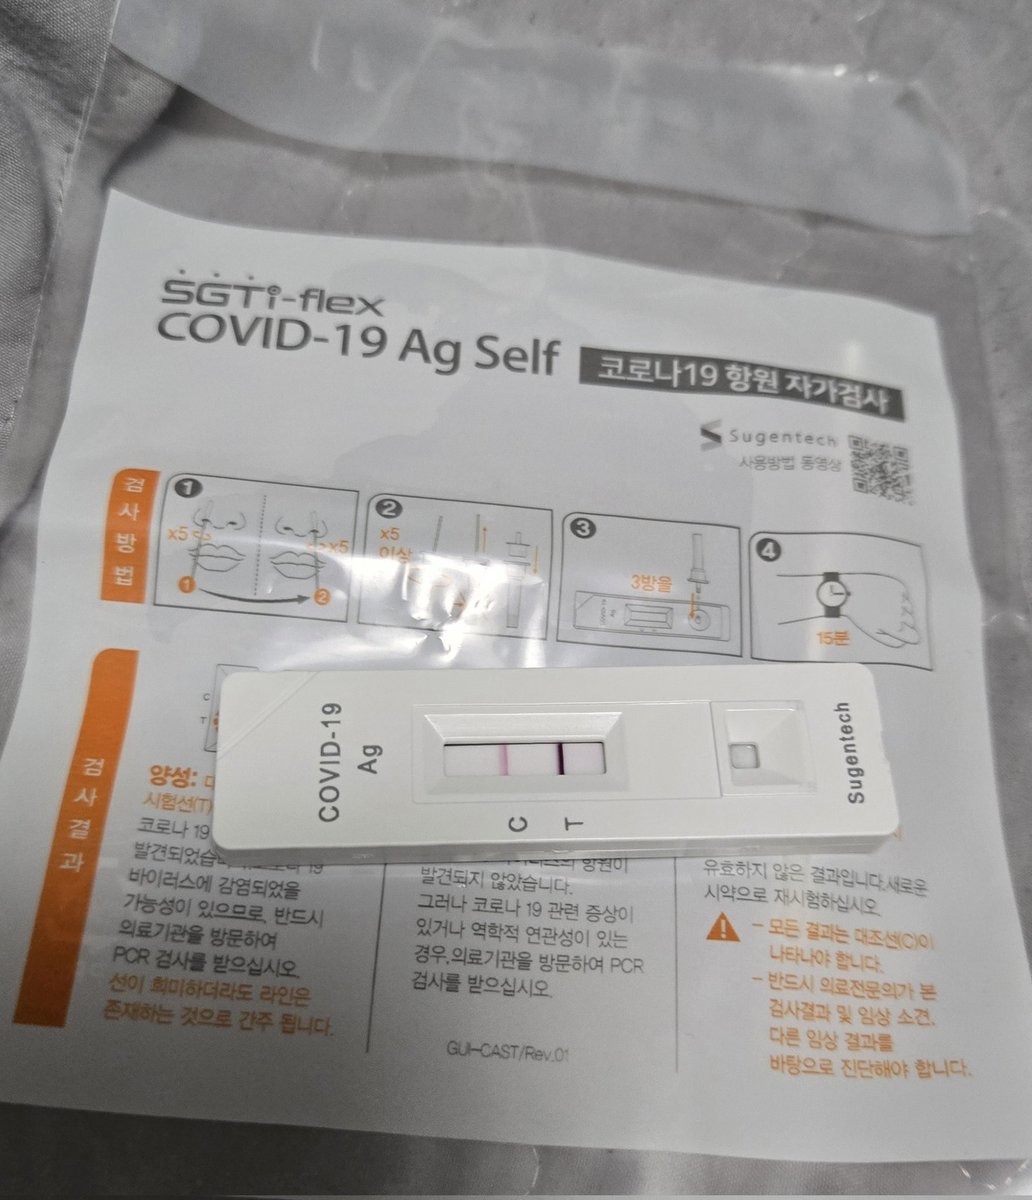 SGTi-flex
COVID-19 Ag Self 코로나19 항원 자가검사
Sugentech
사용방법 동영상
검사방법
1
x5
x5
1
2
2
x5
이상
3
3방울
4
15분
검사결과
C
T
COVID-19
Ag
C
T
Sugentech
양성:
시험선(T)
코로나 19
발견되었습
바이러스에 감염되었을
가능성이 있으므로, 반드시
의료기관을 방문하여
PCR 검사를 받으십시오.
선이 희미하더라도 라인은
존재하는 것으로 간주 됩니다.
항원이
발견되지 않았습니다.
그러나 코로나 19 관련 증상이
있거나 역학적 연관성이 있는
경우, 의료기관을 방문하여 PCR
검사를 받으십시오.
GUI-CAST/Rev.01
유효하지 않은 결과입니다.새로운
시약으로 재시험하십시오
- 모든 결과는 대조선(C)이
나타나야 합니다.
- 반드시 의료전문의가 본
검사결과 및 임상 소견,
다른 임상 결과를
바탕으로 진단해야 합니다.